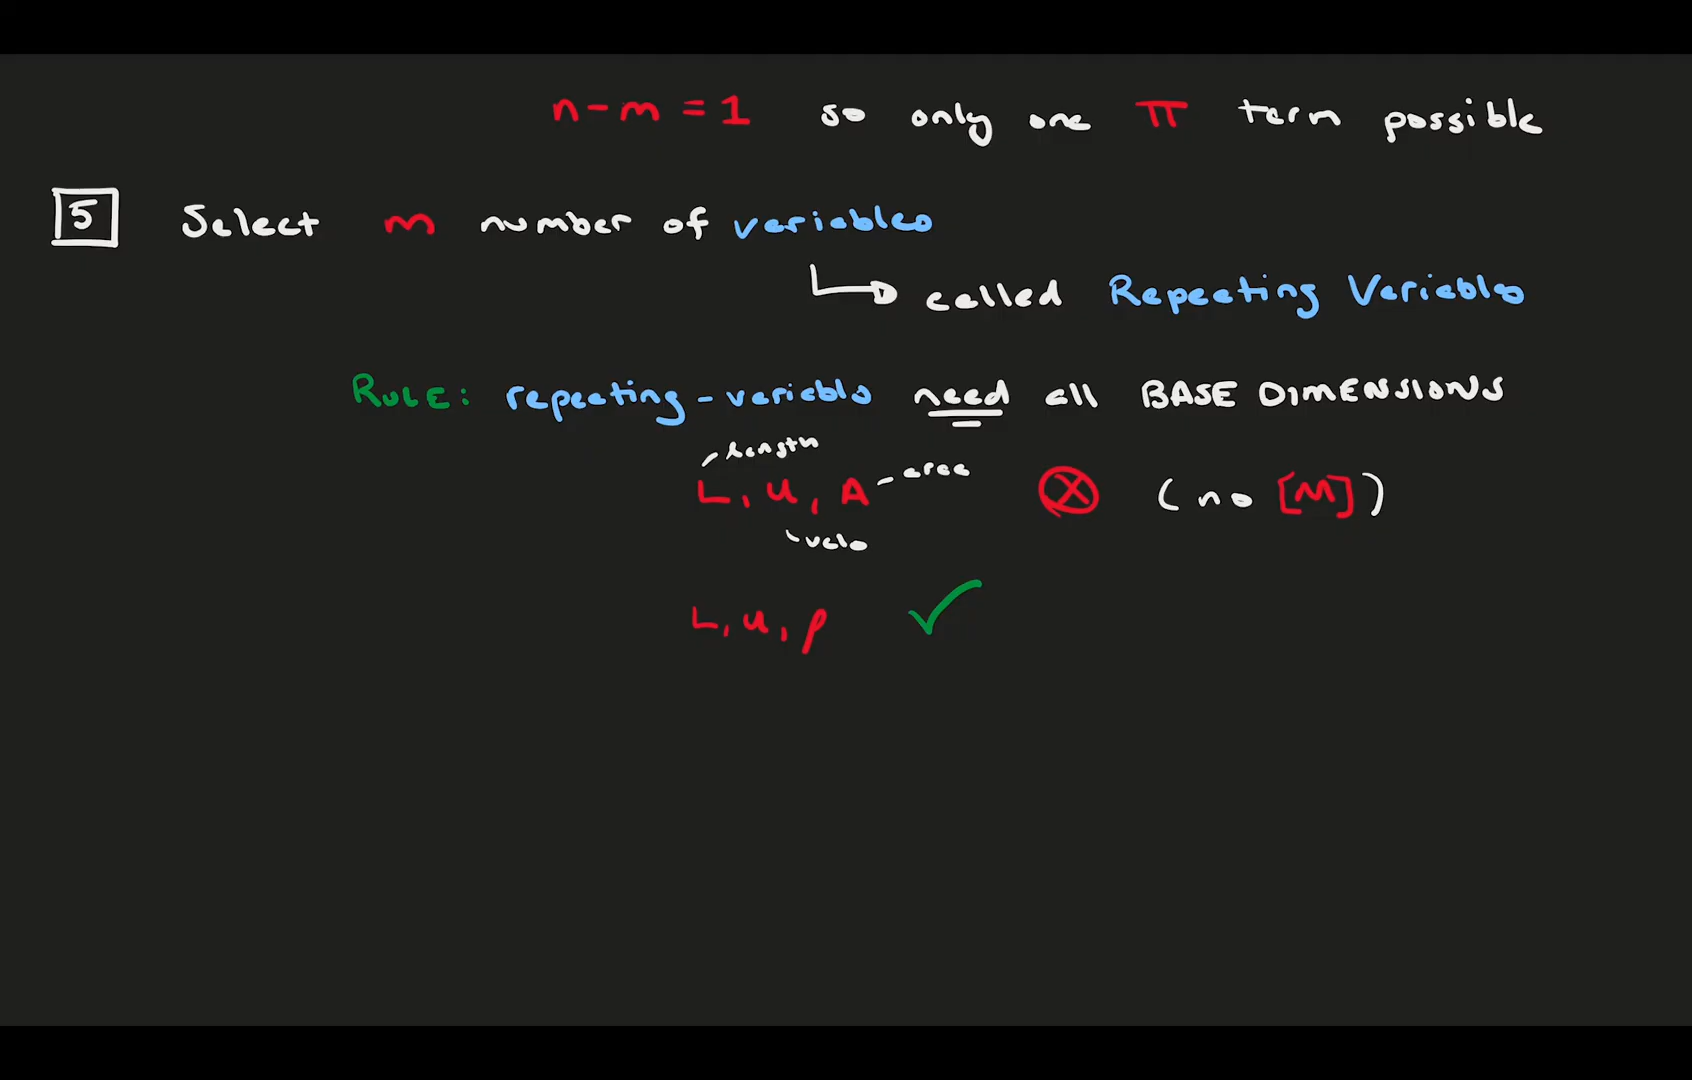 n-m = 1 so only one π term possible
5 Select m number of variables
called Repeating Variables
RULE: repeating-variables need all BASE DIMENSIONS
length
L, u, A area ⊗ (no [M])
velo
L, u, ρ ✓